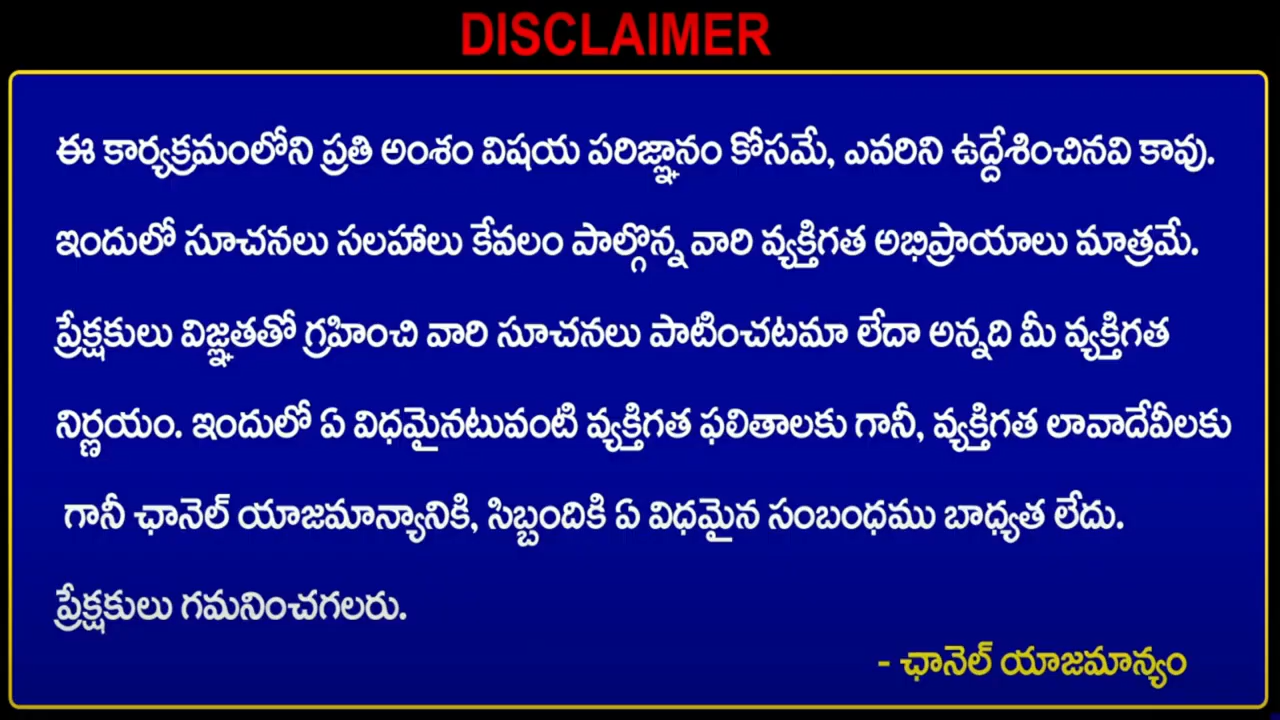 DISCLAIMER
ఈ కార్యక్రమంలోని ప్రతి అంశం విషయ పరిజ్ఞానం కోసమే, ఎవరిని ఉద్దేశించినవి కావు.
ఇందులో సూచనలు సలహాలు కేవలం పాల్గొన్న వారి వ్యక్తిగత అభిప్రాయాలు మాత్రమే.
ప్రేక్షకులు విజ్ఞతతో గ్రహించి వారి సూచనలు పాటించటమా లేదా అన్నది మీ వ్యక్తిగత
నిర్ణయం. ఇందులో ఏ విధమైనటువంటి వ్యక్తిగత ఫలితాలకు గానీ, వ్యక్తిగత లావాదేవీలకు
గానీ ఛానెల్ యాజమాన్యానికి, సిబ్బందికి ఏ విధమైన సంబంధము బాధ్యత లేదు.
ప్రేక్షకులు గమనించగలరు.
- ఛానెల్ యాజమాన్యం